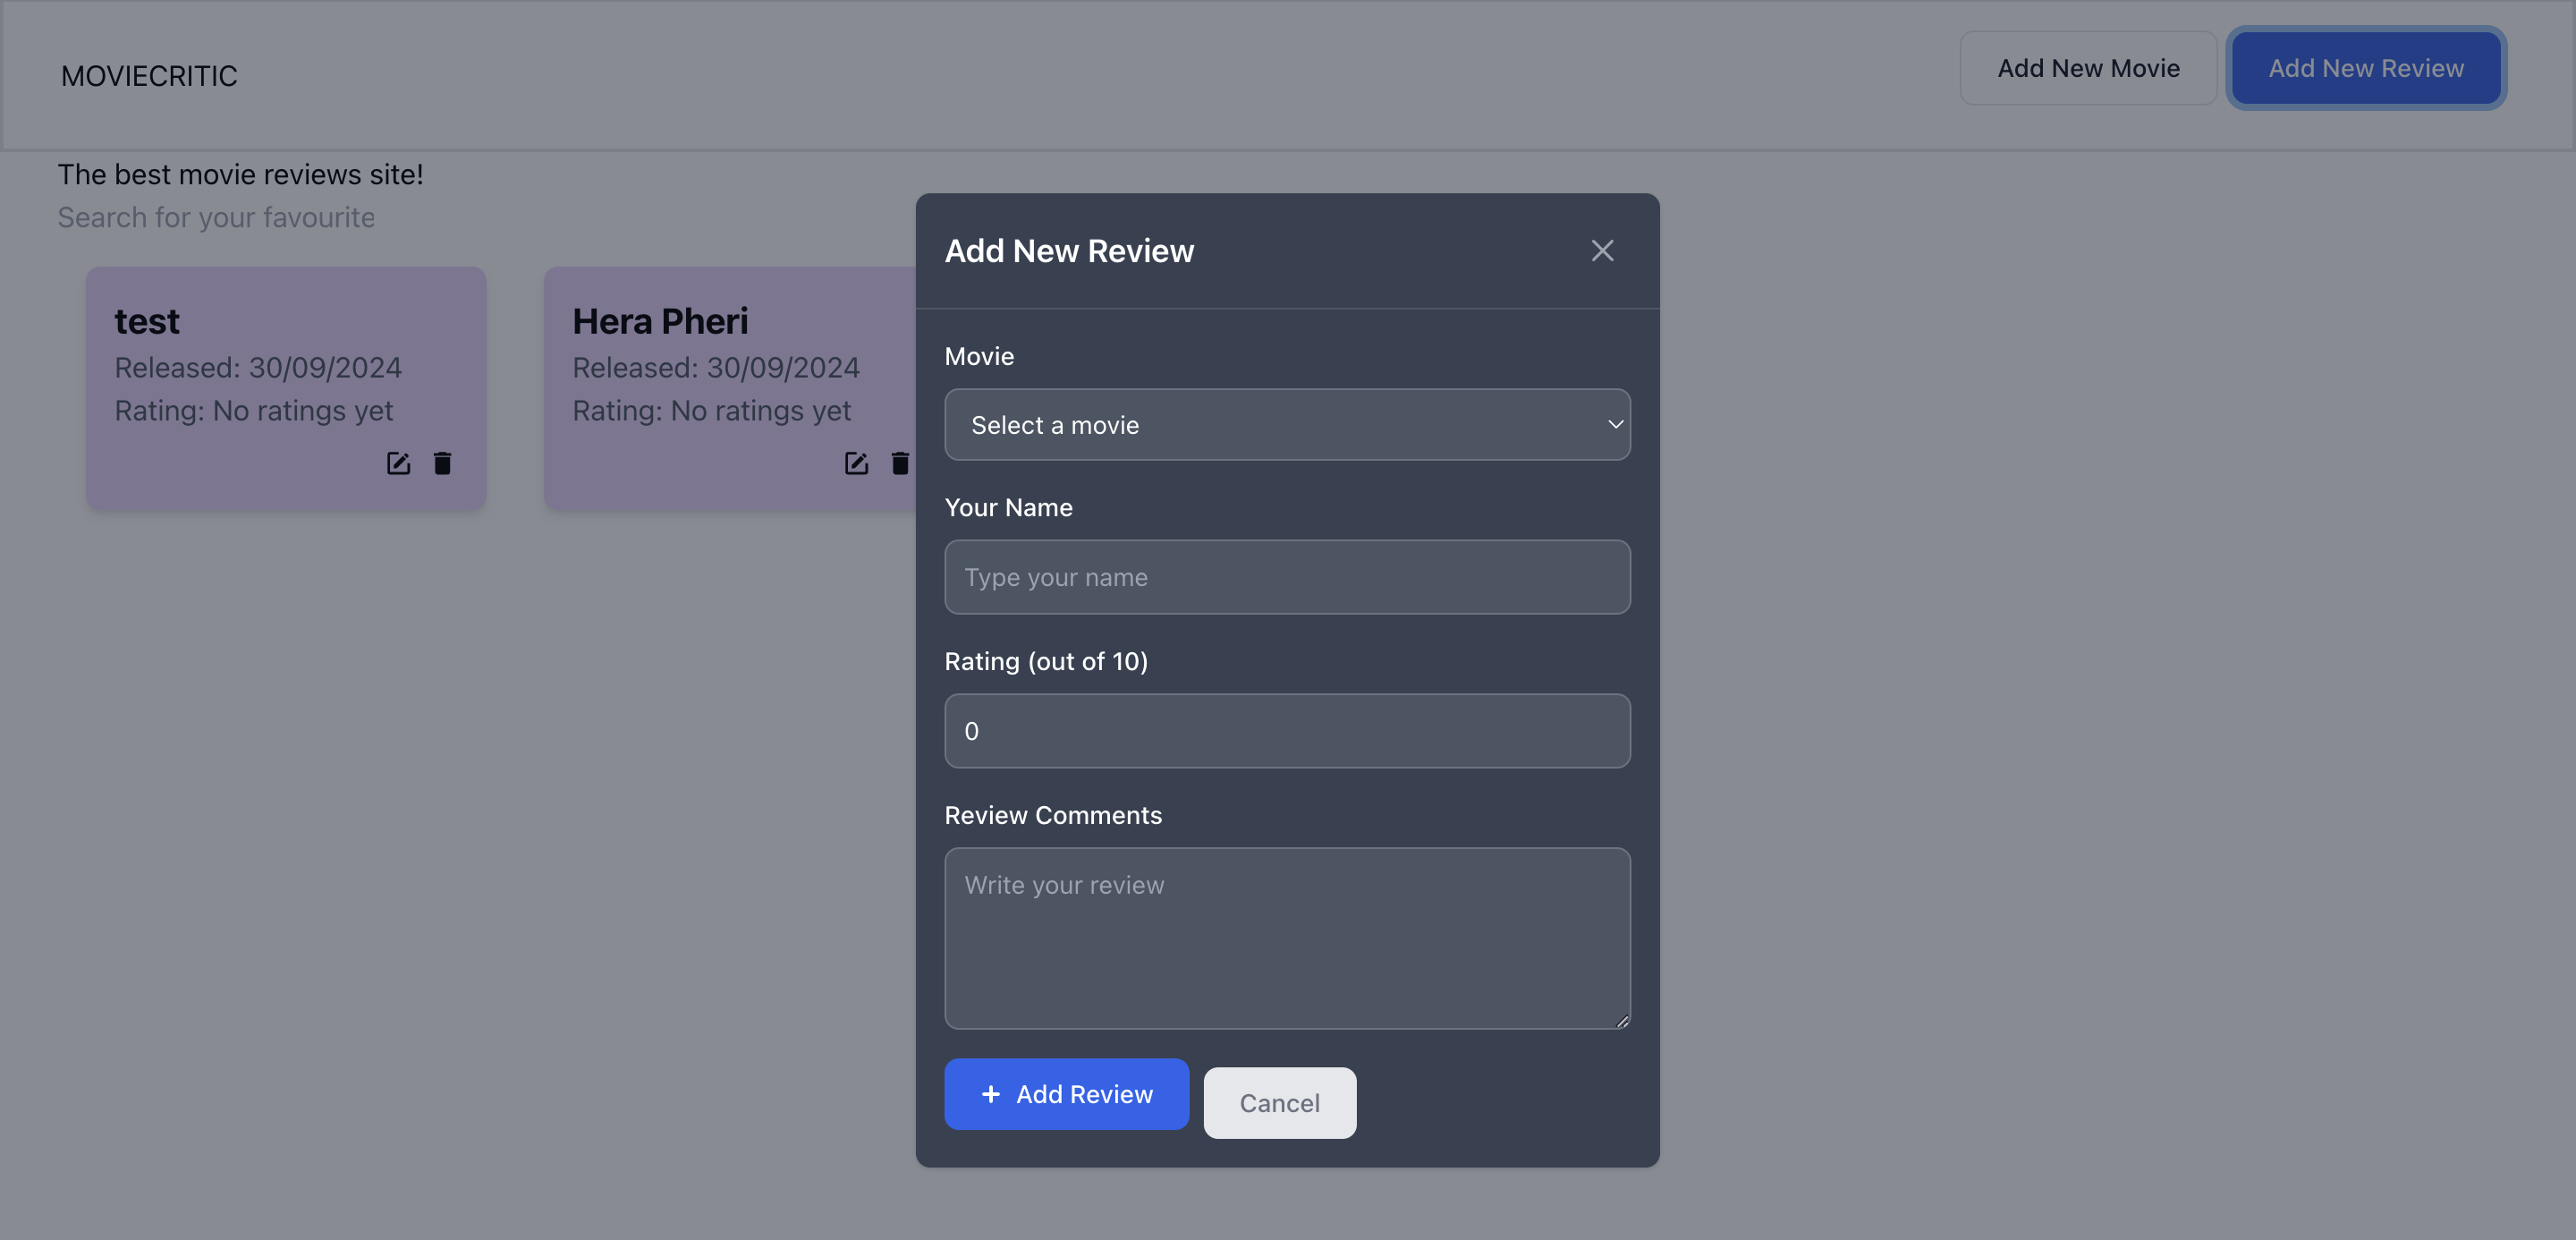 MOVIECRITIC
Add New Movie
Add New Review
The best movie reviews site!
Search for your favourite
test
Released: 30/09/2024
Rating: No ratings yet
Hera Pheri
Released: 30/09/2024
Rating: No ratings yet
Add New Review
Movie
Select a movie
Your Name
Type your name
Rating (out of 10)
0
Review Comments
Write your review
+ Add Review
Cancel